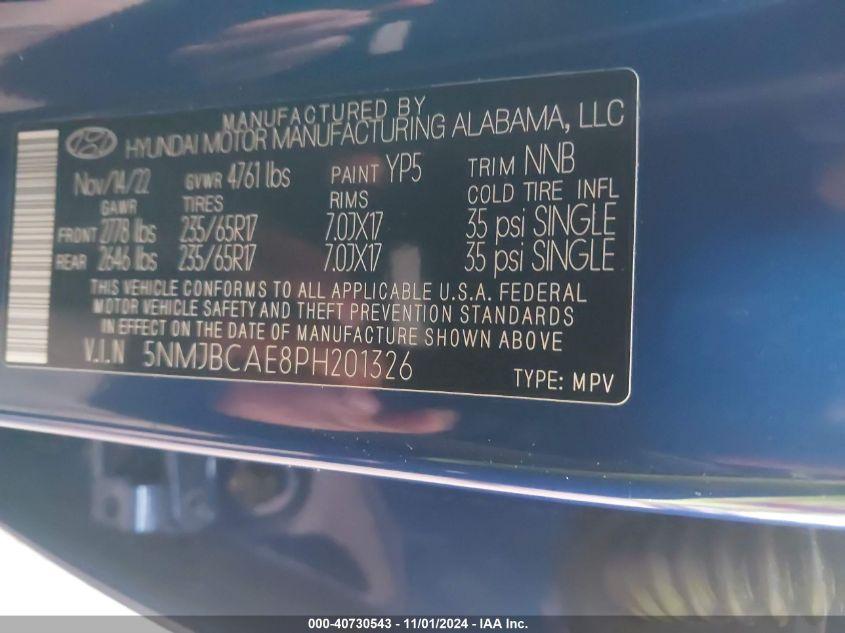 MANUFACTURED BY
HYUNDAI MOTOR MANUFACTURING ALABAMA, LLC
Nov/14/22 GVWR 4761 lbs PAINT YP5 TRIM NNB
GAWR TIRES RIMS COLD TIRE INFL
FRONT 2778 lbs 235/65R17 7.0JX17 35 psi SINGLE
REAR 2646 lbs 235/65R17 7.0JX17 35 psi SINGLE
THIS VEHICLE CONFORMS TO ALL APPLICABLE U.S.A. FEDERAL
MOTOR VEHICLE SAFETY AND THEFT PREVENTION STANDARDS
IN EFFECT ON THE DATE OF MANUFACTURE SHOWN ABOVE
V.I.N 5NMJBCAE8PH201326
TYPE: MPV
000-40730543 - 11/01/2024 - IAA Inc.